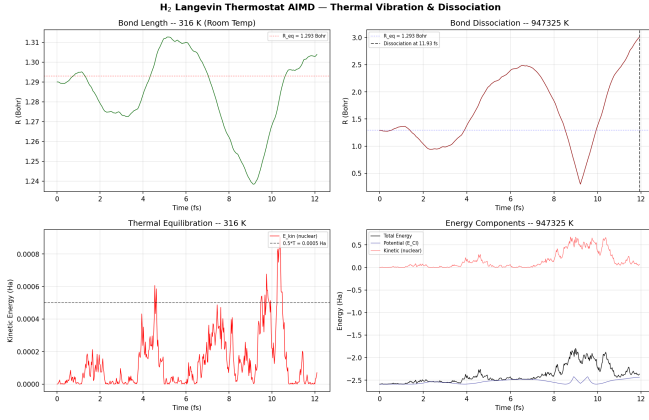 H₂ Langevin Thermostat AIMD — Thermal Vibration & Dissociation
Bond Length -- 316 K (Room Temp)
R_eq = 1.293 Bohr
R (Bohr)
1.31
1.30
1.29
1.28
1.27
1.26
1.25
1.24
0
2
4
6
8
10
12
Time (fs)
Bond Dissociation -- 947325 K
R_eq = 1.293 Bohr
Dissociation at 11.93 fs
R (Bohr)
3.0
2.5
2.0
1.5
1.0
0.5
0
2
4
6
8
10
12
Time (fs)
Thermal Equilibration -- 316 K
E_kin (nuclear)
0.5*T = 0.0005 Ha
Kinetic Energy (Ha)
0.0008
0.0006
0.0004
0.0002
0.0000
0
2
4
6
8
10
12
Time (fs)
Energy Components -- 947325 K
Total Energy
Potential (E_CI)
Kinetic (nuclear)
Energy (Ha)
0.5
0.0
−0.5
−1.0
−1.5
−2.0
−2.5
0
2
4
6
8
10
12
Time (fs)